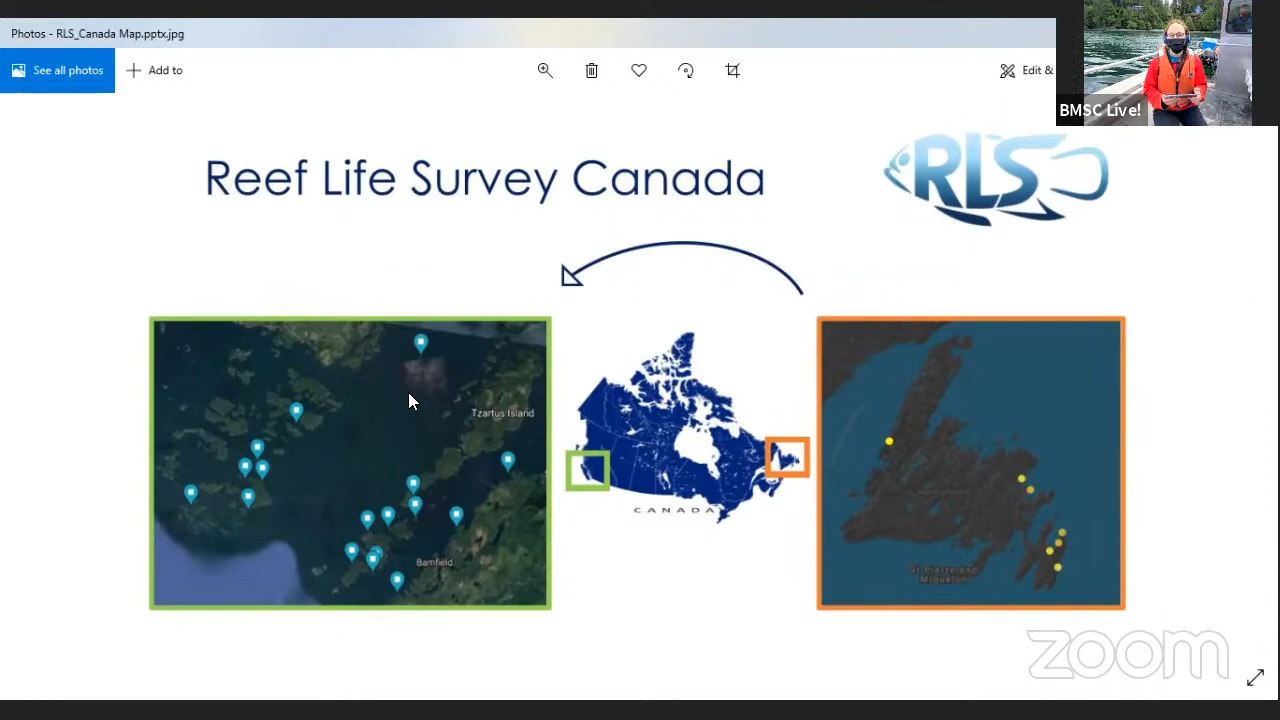 Photos - RLS_Canada Map.pptx.jpg
See all photos
Add to
Edit &
BMSC Live!
Reef Life Survey Canada
RLS
Tzartus Island
Bamfield
CANADA
St Pierre and
Miquelon
zoom